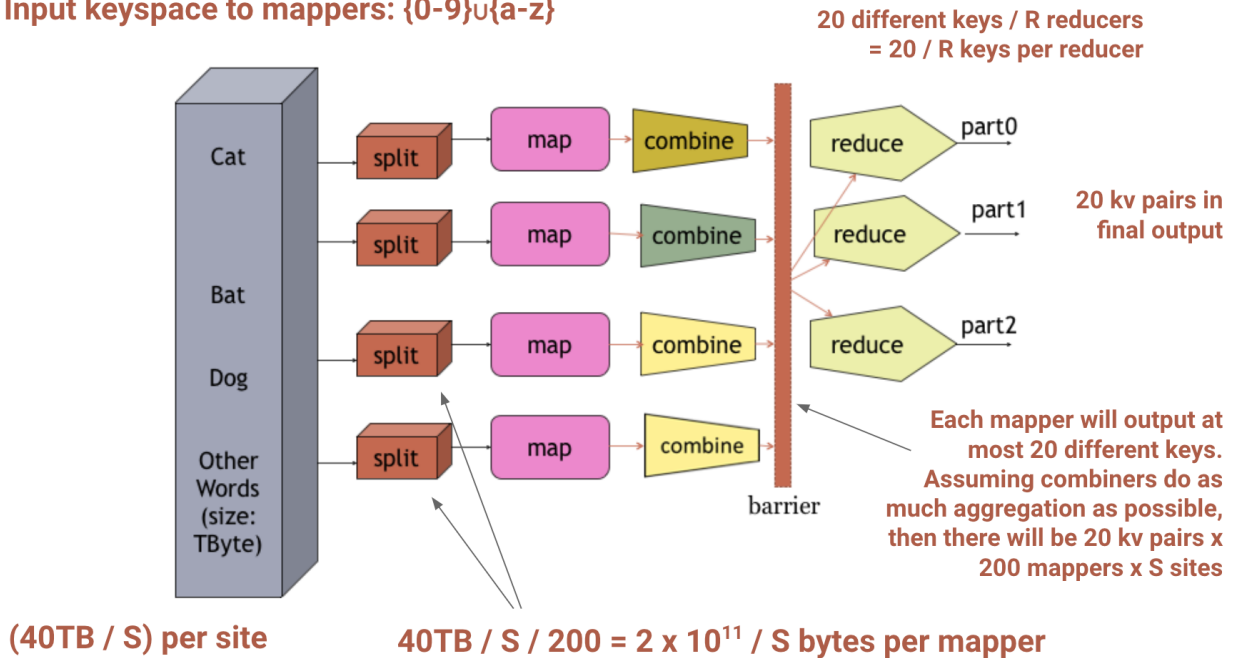 Input keyspace to mappers: {0-9}∪{a-z}
20 different keys / R reducers
= 20 / R keys per reducer
Cat
Bat
Dog
Other
Words
(size:
TByte)
split
map
combine
reduce
part0
split
map
combine
reduce
part1
split
map
combine
reduce
part2
split
map
combine
barrier
20 kv pairs in
final output
Each mapper will output at
most 20 different keys.
Assuming combiners do as
much aggregation as possible,
then there will be 20 kv pairs x
200 mappers x S sites
(40TB / S) per site
40TB / S / 200 = 2 x 10¹¹ / S bytes per mapper